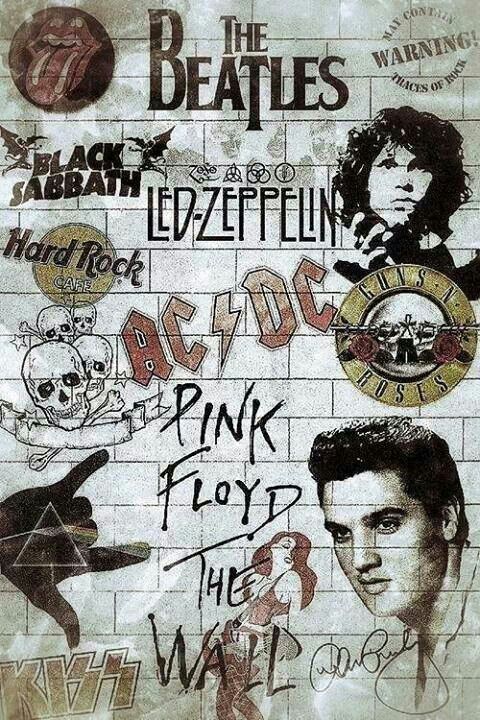 THE
BEATLES
MAY CONTAIN
WARNING!
TRACES OF ROCK
BLACK
SABBATH
LED-ZEPPELIN
Hard Rock
CAFE
AC DC
GUNS N
ROSES
PINK
FLOYD
THE
WALL
KISS